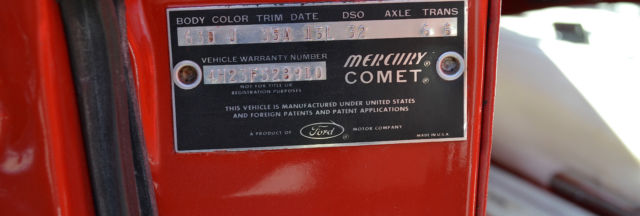 BODY COLOR TRIM DATE DSO AXLE TRANS
VEHICLE WARRANTY NUMBER
NOT FOR TITLE OR
REGISTRATION PURPOSES
MERCURY
COMET
THIS VEHICLE IS MANUFACTURED UNDER UNITED STATES
AND FOREIGN PATENTS AND PATENT APPLICATIONS
A PRODUCT OF Ford MOTOR COMPANY
MADE IN U.S.A.